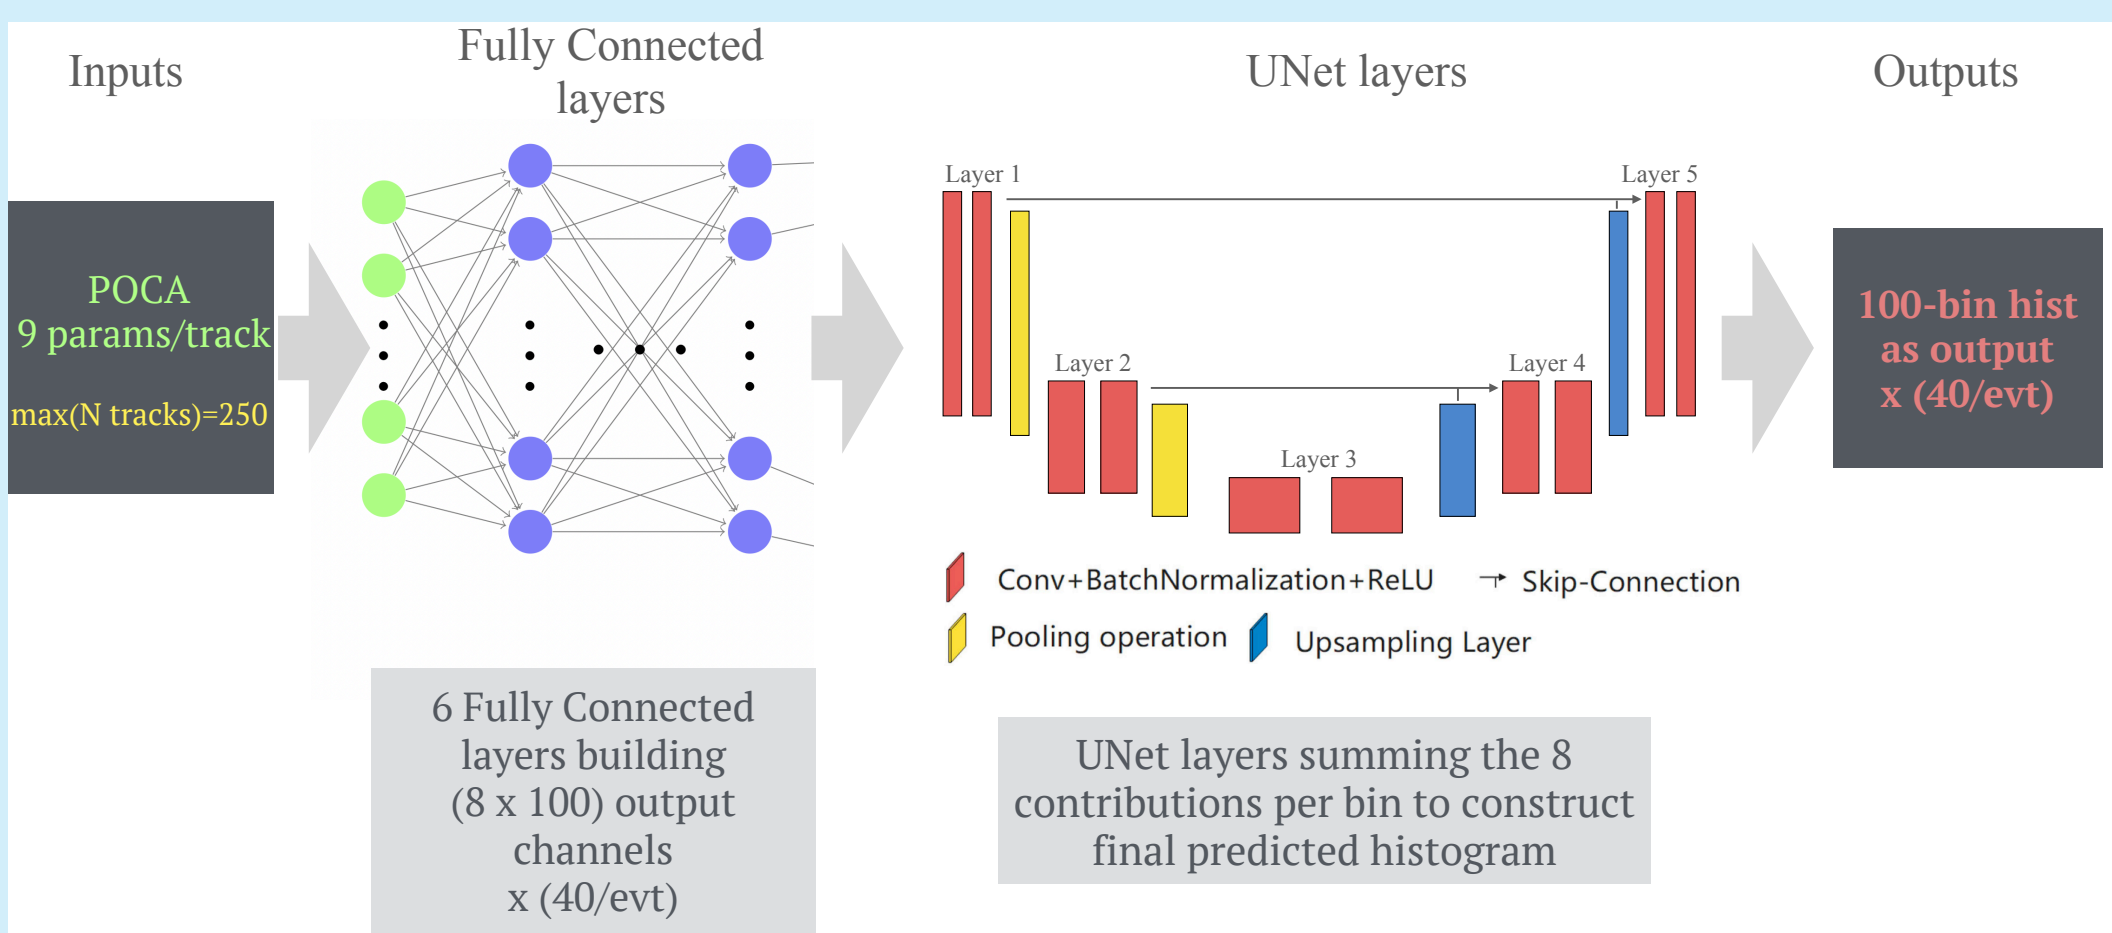 Inputs
Fully Connected
layers
UNet layers
Outputs
POCA
9 params/track
max(N tracks)=250
Layer 1
Layer 5
Layer 2
Layer 4
Layer 3
100-bin hist
as output
x (40/evt)
Conv+BatchNormalization+ReLU
Skip-Connection
Pooling operation
Upsampling Layer
6 Fully Connected
layers building
(8 x 100) output
channels
x (40/evt)
UNet layers summing the 8
contributions per bin to construct
final predicted histogram